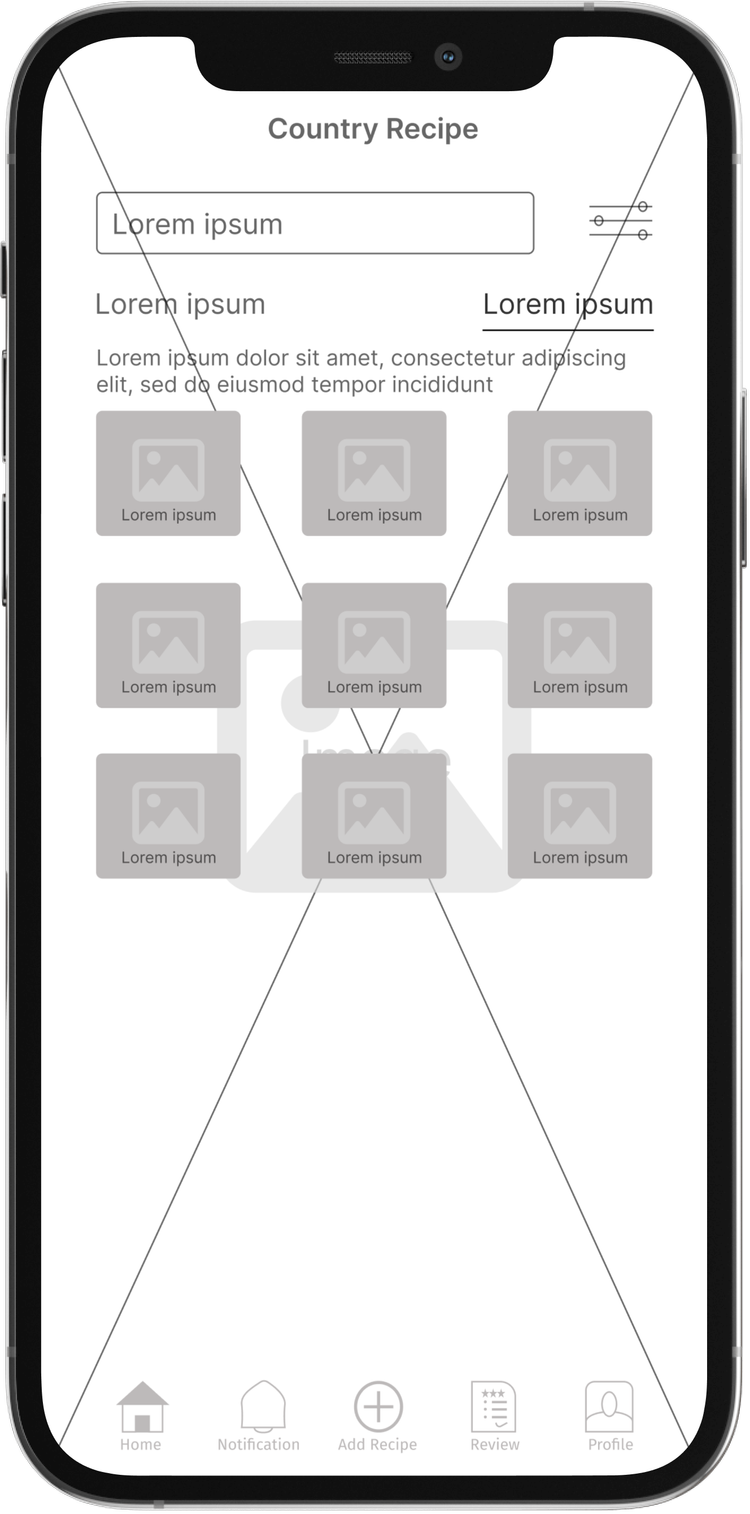 Country Recipe
Lorem ipsum
Lorem ipsum Lorem ipsum
Lorem ipsum dolor sit amet, consectetur adipiscing
elit, sed do eiusmod tempor incididunt
Lorem ipsum Lorem ipsum Lorem ipsum
Lorem ipsum Lorem ipsum Lorem ipsum
Lorem ipsum Lorem ipsum Lorem ipsum
Home Notification Add Recipe Review Profile